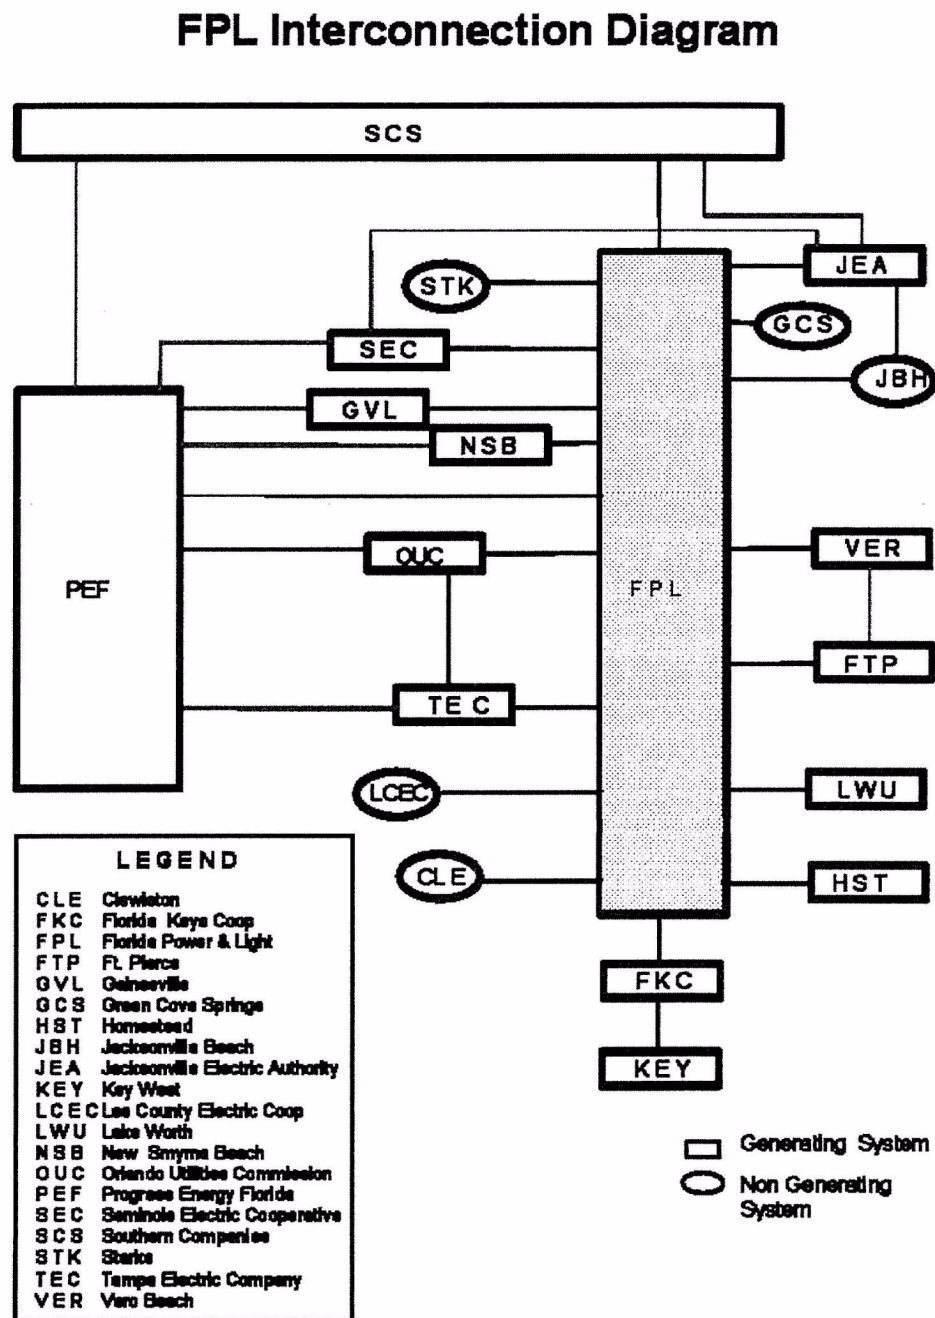 FPL Interconnection Diagram
SCS
JEA
STK
GCS
SEC
JBH
GVL
NSB
OUC
VER
PEF
FPL
FTP
TEC
LCEC
LWU
CLE
HST
FKC
KEY
LEGEND
CLE Clewiston
FKC Florida Keys Coop
FPL Florida Power & Light
FTP Ft. Pierce
GVL Gainesville
GCS Green Cove Springs
HST Homestead
JBH Jacksonville Beach
JEA Jacksonville Electric Authority
KEY Key West
LCEC Lee County Electric Coop
LWU Lake Worth
NSB New Smyrna Beach
OUC Orlando Utilities Commission
PEF Progress Energy Florida
SEC Seminole Electric Cooperative
SCS Southern Companies
STK Starke
TEC Tampa Electric Company
VER Vero Beach
Generating System
Non Generating
System